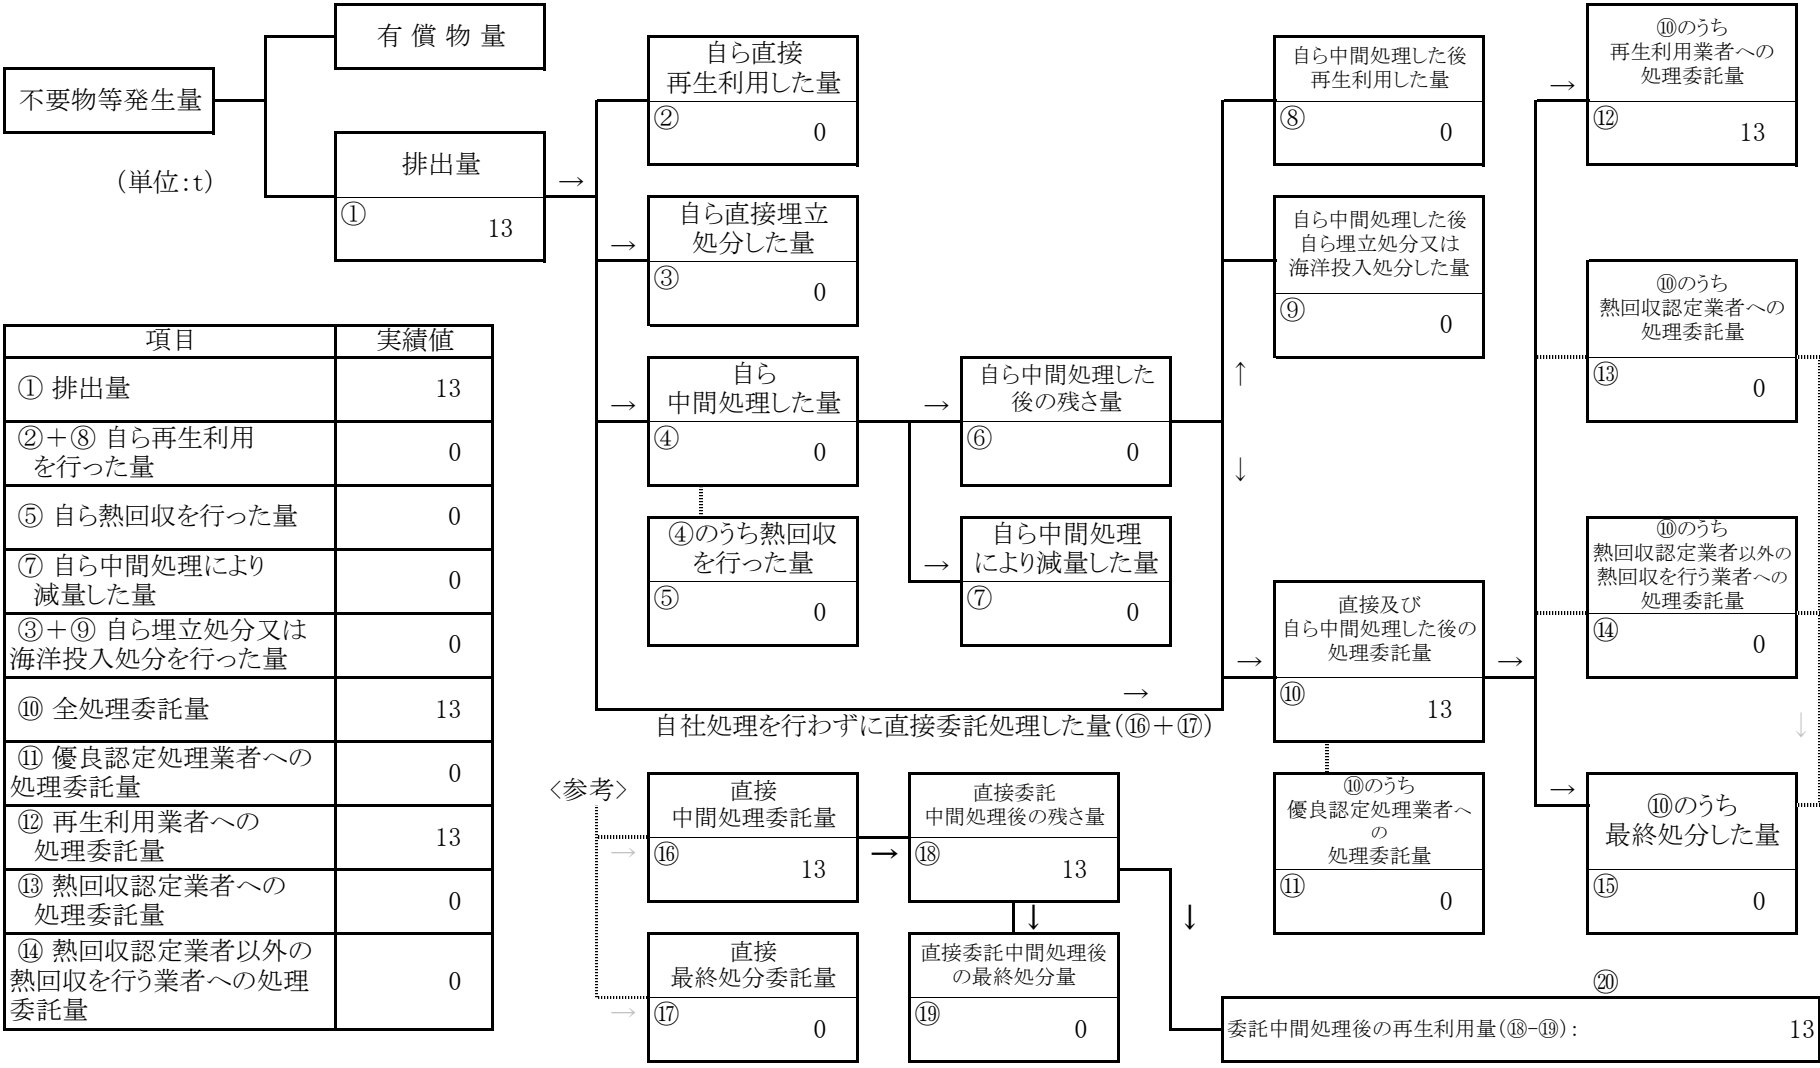 有 償 物 量
不要物等発生量
(単位:t)
排出量
①
13
→
自ら直接
再生利用した量
②
0
→
自ら直接埋立
処分した量
③
0
→
自ら
中間処理した量
④
0
④のうち熱回収
を行った量
⑤
0
→
自ら中間処理した
後の残さ量
⑥
0
→
自ら中間処理
により減量した量
⑦
0
自ら中間処理した後
再生利用した量
⑧
0
自ら中間処理した後
自ら埋立処分又は
海洋投入処分した量
⑨
0
↑
↓
→
自社処理を行わずに直接委託処理した量(⑯+⑰)
→
直接及び
自ら中間処理した後の
処理委託量
⑩
13
⑩のうち
優良認定処理業者へ
の
処理委託量
⑪
0
→
→
⑩のうち
再生利用業者への
処理委託量
⑫
13
⑩のうち
熱回収認定業者への
処理委託量
⑬
0
⑩のうち
熱回収認定業者以外の
熱回収を行う業者への
処理委託量
⑭
0
↓
→
⑩のうち
最終処分した量
⑮
0
項目 実績値
① 排出量 13
②+⑧ 自ら再生利用
を行った量 0
⑤ 自ら熱回収を行った量 0
⑦ 自ら中間処理により
減量した量 0
③+⑨ 自ら埋立処分又は
海洋投入処分を行った量 0
⑩ 全処理委託量 13
⑪ 優良認定処理業者への
処理委託量 0
⑫ 再生利用業者への
処理委託量 13
⑬ 熱回収認定業者への
処理委託量 0
⑭ 熱回収認定業者以外の
熱回収を行う業者への処理
委託量 0
〈参考〉
→
直接
中間処理委託量
⑯
13
→
直接委託
中間処理後の残さ量
⑱
13
↓
↓
→
直接
最終処分委託量
⑰
0
直接委託中間処理後
の最終処分量
⑲
0
⑳
委託中間処理後の再生利用量(⑱-⑲): 13